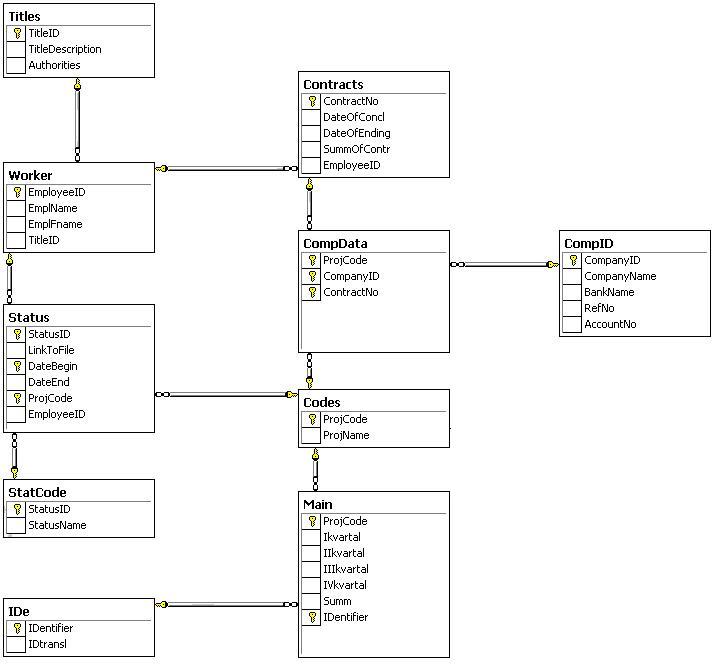 Titles
TitleID
TitleDescription
Authorities
Contracts
ContractNo
DateOfConcl
DateOfEnding
SummOfContr
EmployeeID
Worker
EmployeeID
EmplName
EmplFname
TitleID
CompData
ProjCode
CompanyID
ContractNo
CompID
CompanyID
CompanyName
BankName
RefNo
AccountNo
Status
StatusID
LinkToFile
DateBegin
DateEnd
ProjCode
EmployeeID
Codes
ProjCode
ProjName
StatCode
StatusID
StatusName
Main
ProjCode
Ikvartal
IIkvartal
IIIkvartal
IVkvartal
Summ
IDentifier
IDe
IDentifier
IDtransl